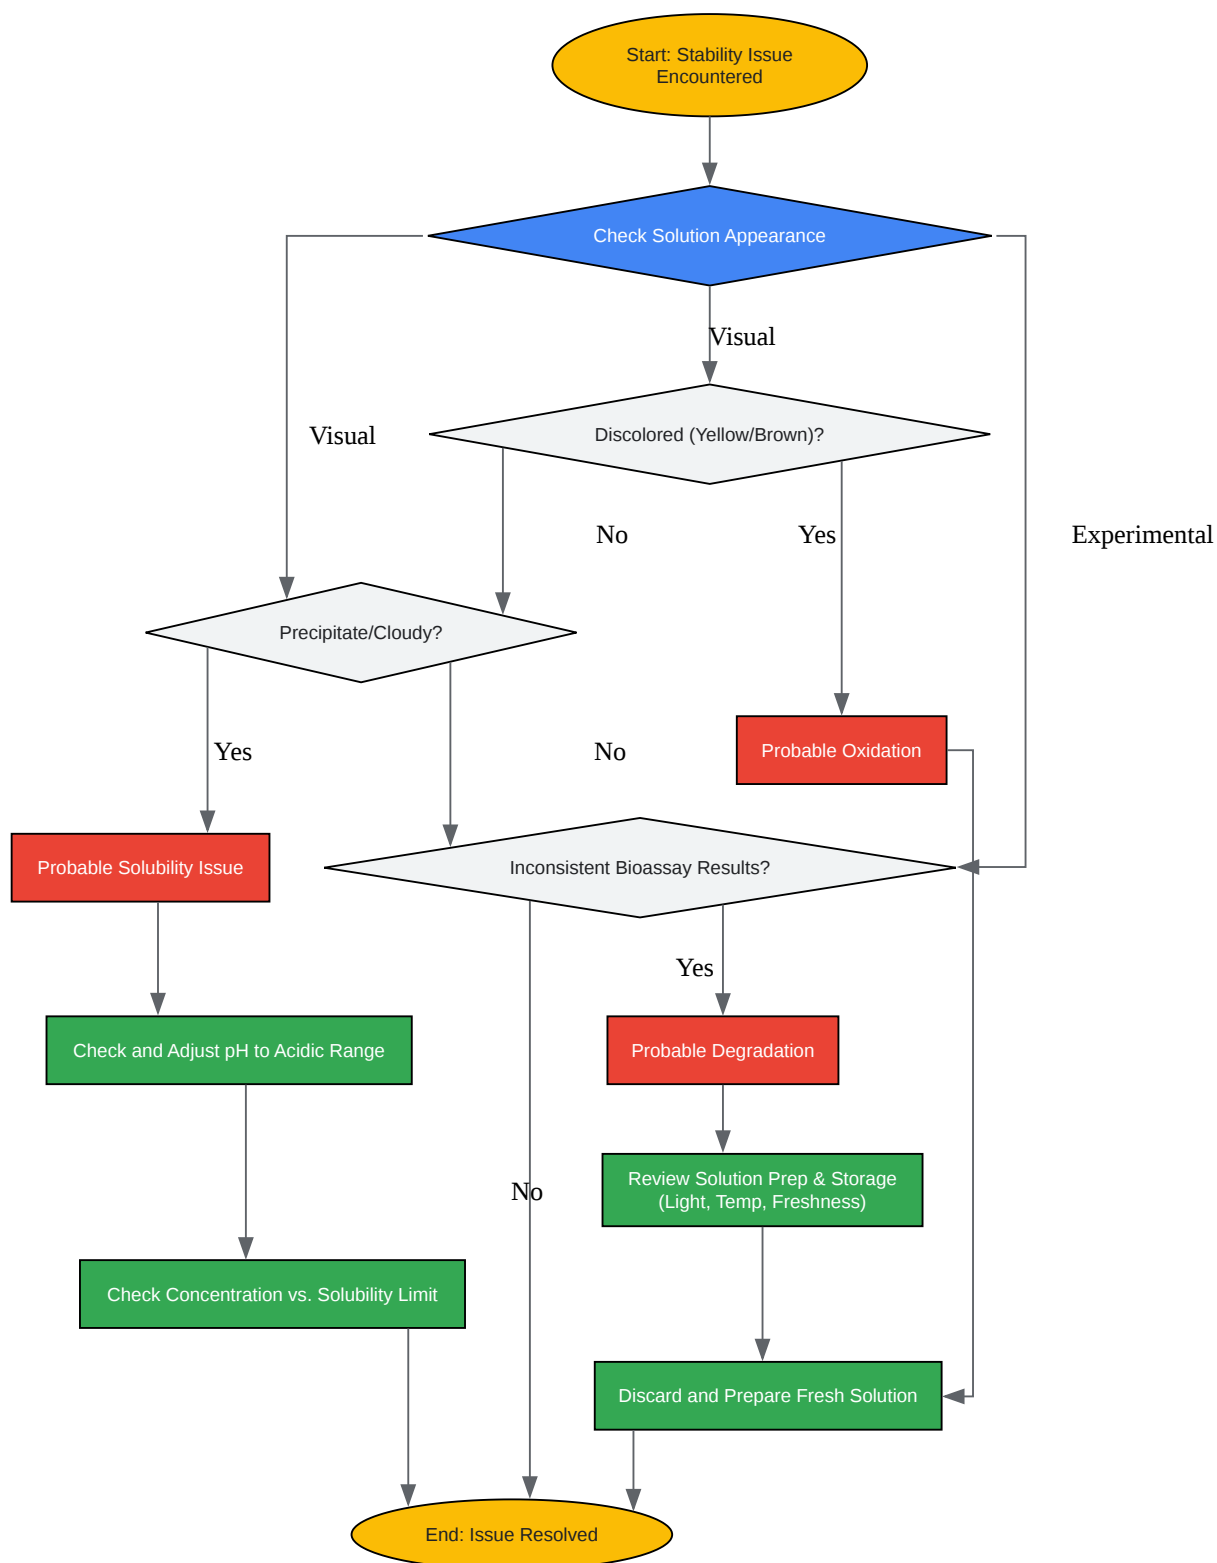 Start: Stability Issue
Encountered
Check Solution Appearance
Visual
Discolored (Yellow/Brown)?
Visual
No
Yes
Experimental
Precipitate/Cloudy?
Yes
No
Probable Oxidation
Probable Solubility Issue
Inconsistent Bioassay Results?
Yes
Check and Adjust pH to Acidic Range
Probable Degradation
Review Solution Prep & Storage
(Light, Temp, Freshness)
No
Check Concentration vs. Solubility Limit
Discard and Prepare Fresh Solution
End: Issue Resolved